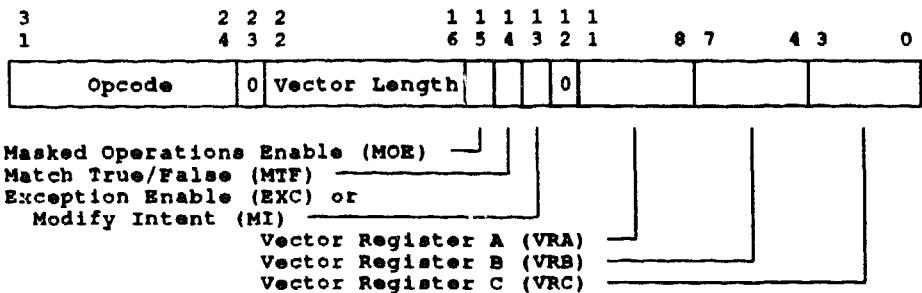 3 2 2 2 1 1 1 1 1 1
1 4 3 2 6 5 4 3 2 1 8 7 4 3 0
Opcode 0 Vector Length 0
Masked Operations Enable (MOE)
Match True/False (MTF)
Exception Enable (EXC) or
Modify Intent (MI)
Vector Register A (VRA)
Vector Register B (VRB)
Vector Register C (VRC)